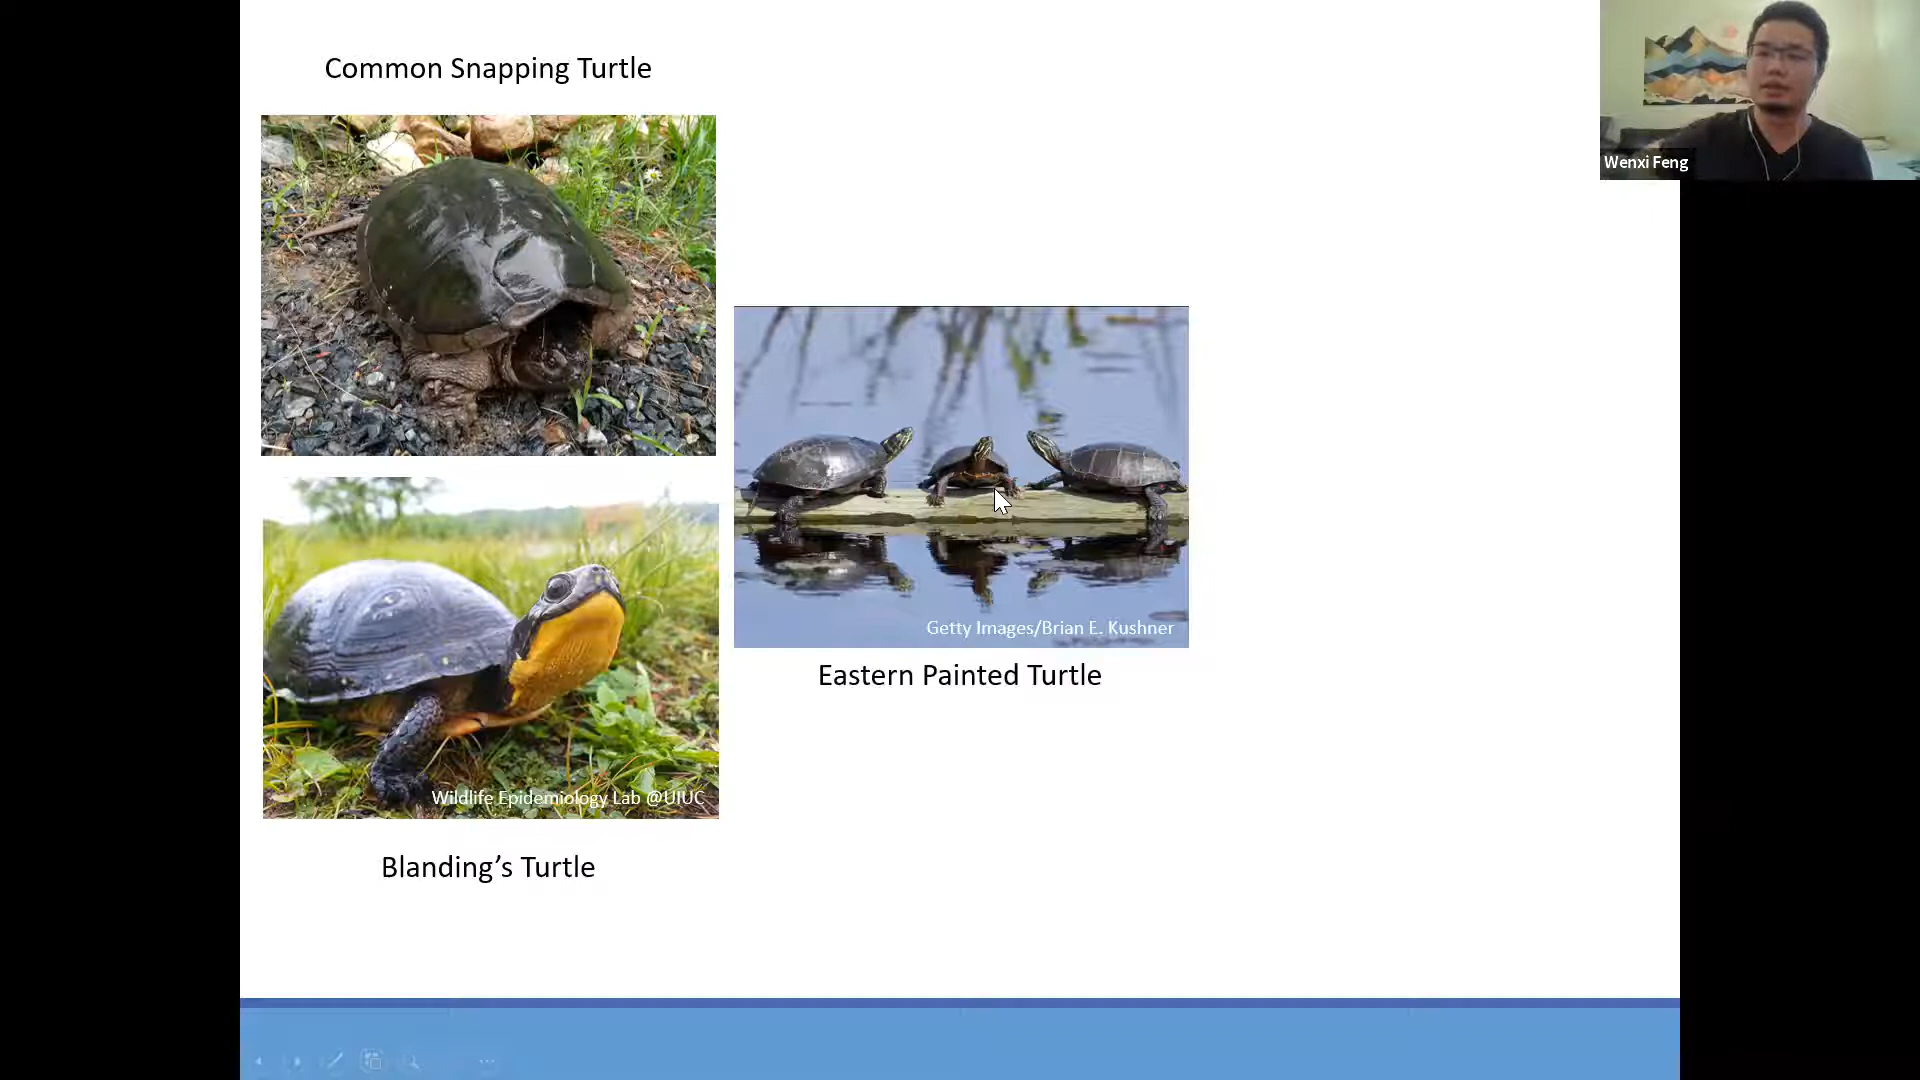 Common Snapping Turtle
Wenxi Feng
Getty Images/Brian E. Kushner
Eastern Painted Turtle
Wildlife Epidemiology Lab @UIUC
Blanding’s Turtle